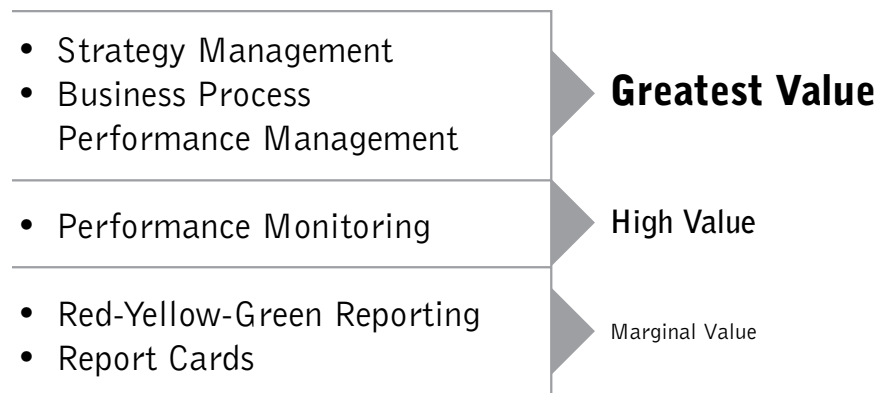 • Strategy Management
• Business Process
Performance Management
Greatest Value
• Performance Monitoring
High Value
• Red-Yellow-Green Reporting
• Report Cards
Marginal Value